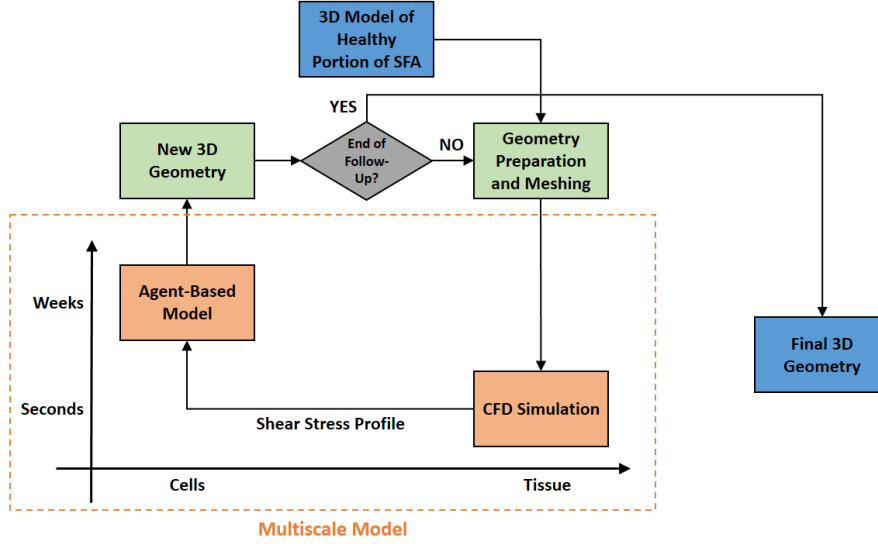 3D Model of
Healthy
Portion of SFA
YES
New 3D
Geometry
End of
Follow-
Up?
NO
Geometry
Preparation
and Meshing
Weeks
Agent-Based
Model
Final 3D
Geometry
Seconds
Shear Stress Profile
CFD Simulation
Cells
Tissue
Multiscale Model